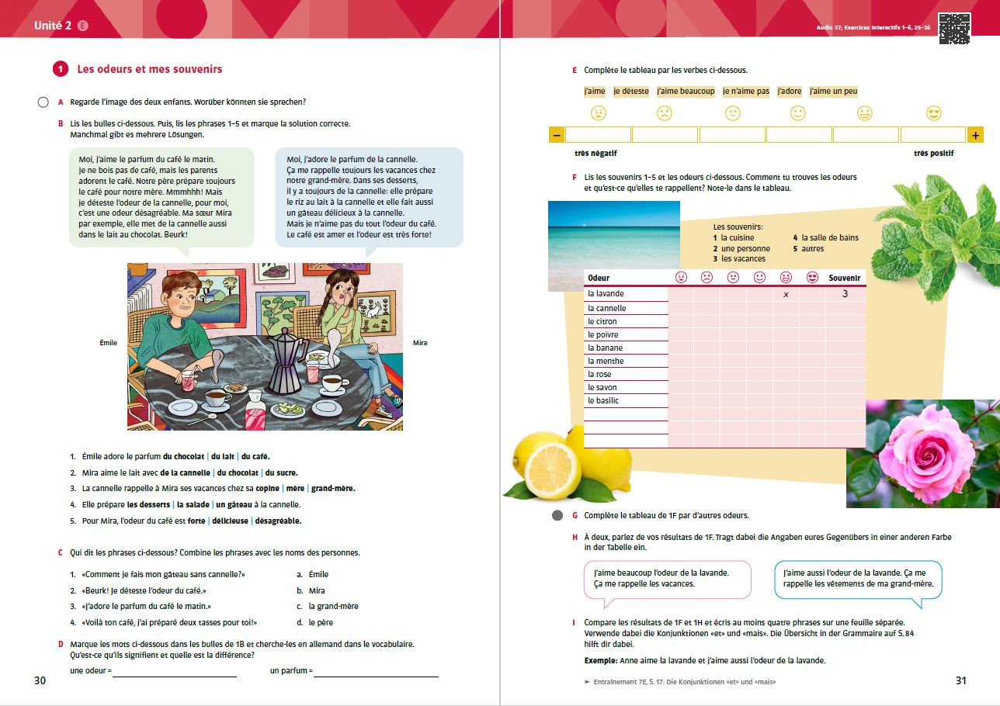 Unité 2 E
1 Les odeurs et mes souvenirs
A Regarde l'image des deux enfants. Worüber könnten sie sprechen?
B Lis les bulles ci-dessous. Puis, lis les phrases 1–5 et marque la solution correcte.
Manchmal gibt es mehrere Lösungen.
Moi, j'aime le parfum du café le matin.
Je ne bois pas de café, mais les parents
adorent le café. Notre père prépare toujours
le café pour notre mère. Mmmhhh! Mais
je déteste l'odeur de la cannelle, pour moi,
c'est une odeur désagréable. Ma sœur Mira
par exemple, elle met de la cannelle aussi
dans le lait au chocolat. Beurk!
Moi, j'adore le parfum de la cannelle.
Ça me rappelle toujours les vacances chez
notre grand-mère. Dans ses desserts,
il y a toujours de la cannelle: elle prépare
le riz au lait à la cannelle et elle fait aussi
un gâteau délicieux à la cannelle.
Mais je n'aime pas du tout l'odeur du café.
Le café est amer et l'odeur est très forte!
Émile
Mira
1. Émile adore le parfum du chocolat | du lait | du café.
2. Mira aime le lait avec de la cannelle | du chocolat | du sucre.
3. La cannelle rappelle à Mira ses vacances chez sa copine | mère | grand-mère.
4. Elle prépare les desserts | la salade | un gâteau à la cannelle.
5. Pour Mira, l'odeur du café est forte | délicieuse | désagréable.
C Qui dit les phrases ci-dessous? Combine les phrases avec les noms des personnes.
1. «Comment je fais mon gâteau sans cannelle?» a. Émile
2. «Beurk! Je déteste l'odeur du café.» b. Mira
3. «J'adore le parfum du café le matin.» c. la grand-mère
4. «Voilà ton café, j'ai préparé deux tasses pour toi!» d. le père
D Marque les mots ci-dessous dans les bulles de 1B et cherche-les en allemand dans le vocabulaire.
Qu'est-ce qu'ils signifient et quelle est la différence?
une odeur = un parfum =
30
Audio 37; Exercices interactifs 1–6, 25–26
E Complète le tableau par les verbes ci-dessous.
j'aime je déteste j'aime beaucoup je n'aime pas j'adore j'aime un peu
– +
très négatif très positif
F Lis les souvenirs 1–5 et les odeurs ci-dessous. Comment tu trouves les odeurs
et qu'est-ce qu'elles te rappellent? Note-le dans le tableau.
Les souvenirs:
1 la cuisine 4 la salle de bains
2 une personne 5 autres
3 les vacances
Odeur Souvenir
la lavande x 3
la cannelle
le citron
le poivre
la banane
la menthe
la rose
le savon
le basilic
G Complète le tableau de 1F par d'autres odeurs.
H À deux, parlez de vos résultats de 1F. Tragt dabei die Angaben eures Gegenübers in einer anderen Farbe
in der Tabelle ein.
J'aime beaucoup l'odeur de la lavande.
Ça me rappelle les vacances.
J'aime aussi l'odeur de la lavande. Ça me
rappelle les vêtements de ma grand-mère.
I Compare les résultats de 1F et 1H et écris au moins quatre phrases sur une feuille séparée.
Verwende dabei die Konjunktionen «et» und «mais». Die Übersicht in der Grammaire auf S. 84
hilft dir dabei.
Exemple: Anne aime la lavande et j'aime aussi l'odeur de la lavande.
► Entraînement 7E, S. 17: Die Konjunktionen «et» und «mais»
31